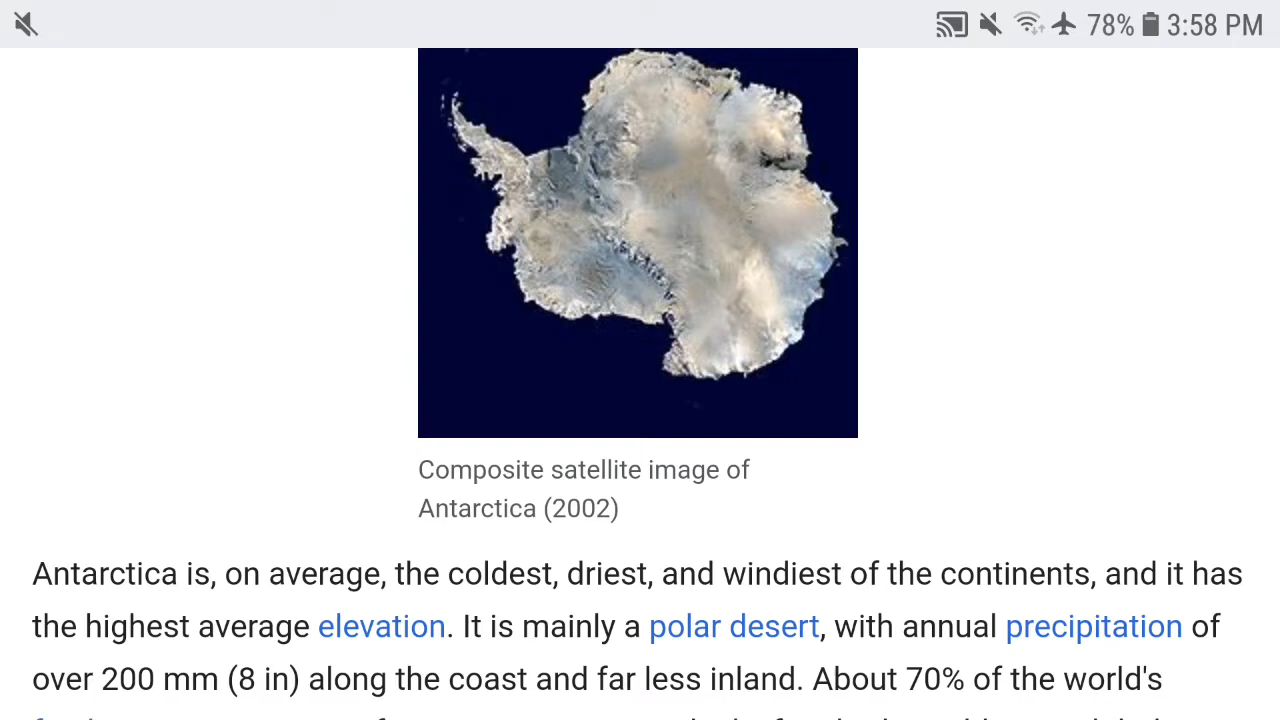 78% 3:58 PM
Composite satellite image of
Antarctica (2002)
Antarctica is, on average, the coldest, driest, and windiest of the continents, and it has
the highest average elevation. It is mainly a polar desert, with annual precipitation of
over 200 mm (8 in) along the coast and far less inland. About 70% of the world's